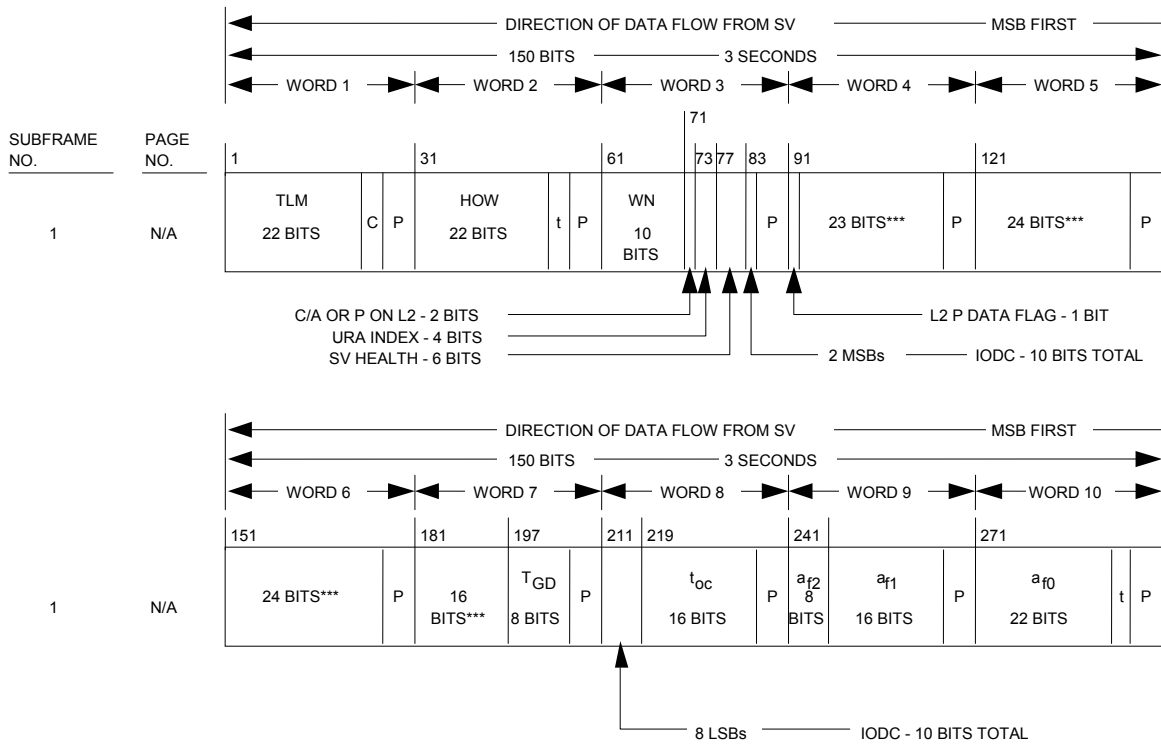 DIRECTION OF DATA FLOW FROM SV MSB FIRST
150 BITS 3 SECONDS
WORD 1 WORD 2 WORD 3 WORD 4 WORD 5
SUBFRAME NO. PAGE NO.
1 31 61 71 73 77 83 91 121
1 N/A
TLM 22 BITS C P HOW 22 BITS t P WN 10 BITS P 23 BITS*** P 24 BITS*** P
C/A OR P ON L2 - 2 BITS L2 P DATA FLAG - 1 BIT
URA INDEX - 4 BITS
SV HEALTH - 6 BITS 2 MSBs IODC - 10 BITS TOTAL
DIRECTION OF DATA FLOW FROM SV MSB FIRST
150 BITS 3 SECONDS
WORD 6 WORD 7 WORD 8 WORD 9 WORD 10
151 181 197 211 219 241 271
1 N/A
24 BITS*** P 16 BITS*** TGD 8 BITS P toc 16 BITS P af2 8 BITS af1 16 BITS P af0 22 BITS t P
8 LSBs IODC - 10 BITS TOTAL